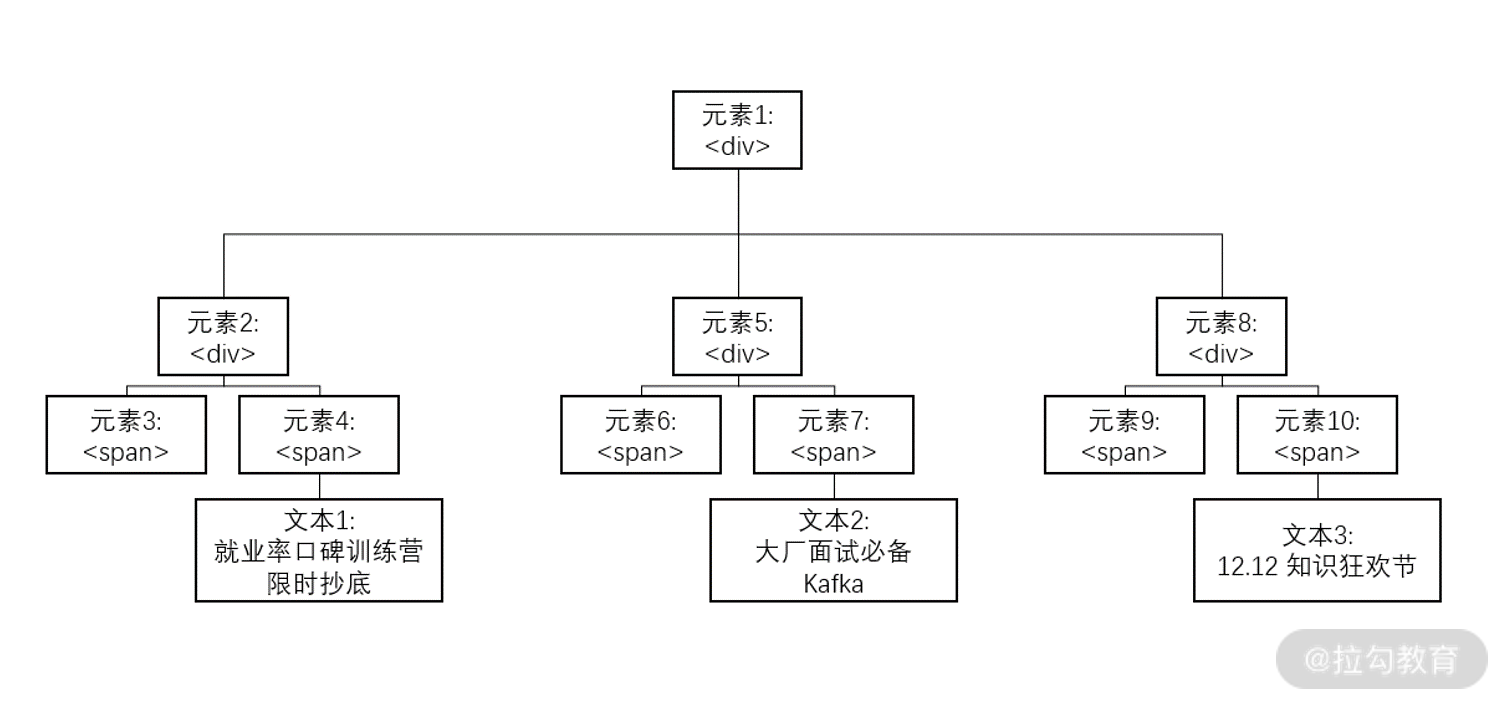 元素1:
<div>
元素2:
<div>
元素5:
<div>
元素8:
<div>
元素3:
<span>
元素4:
<span>
元素6:
<span>
元素7:
<span>
元素9:
<span>
元素10:
<span>
文本1:
就业率口碑训练营
限时抄底
文本2:
大厂面试必备
Kafka
文本3:
12.12 知识狂欢节
@拉勾教育